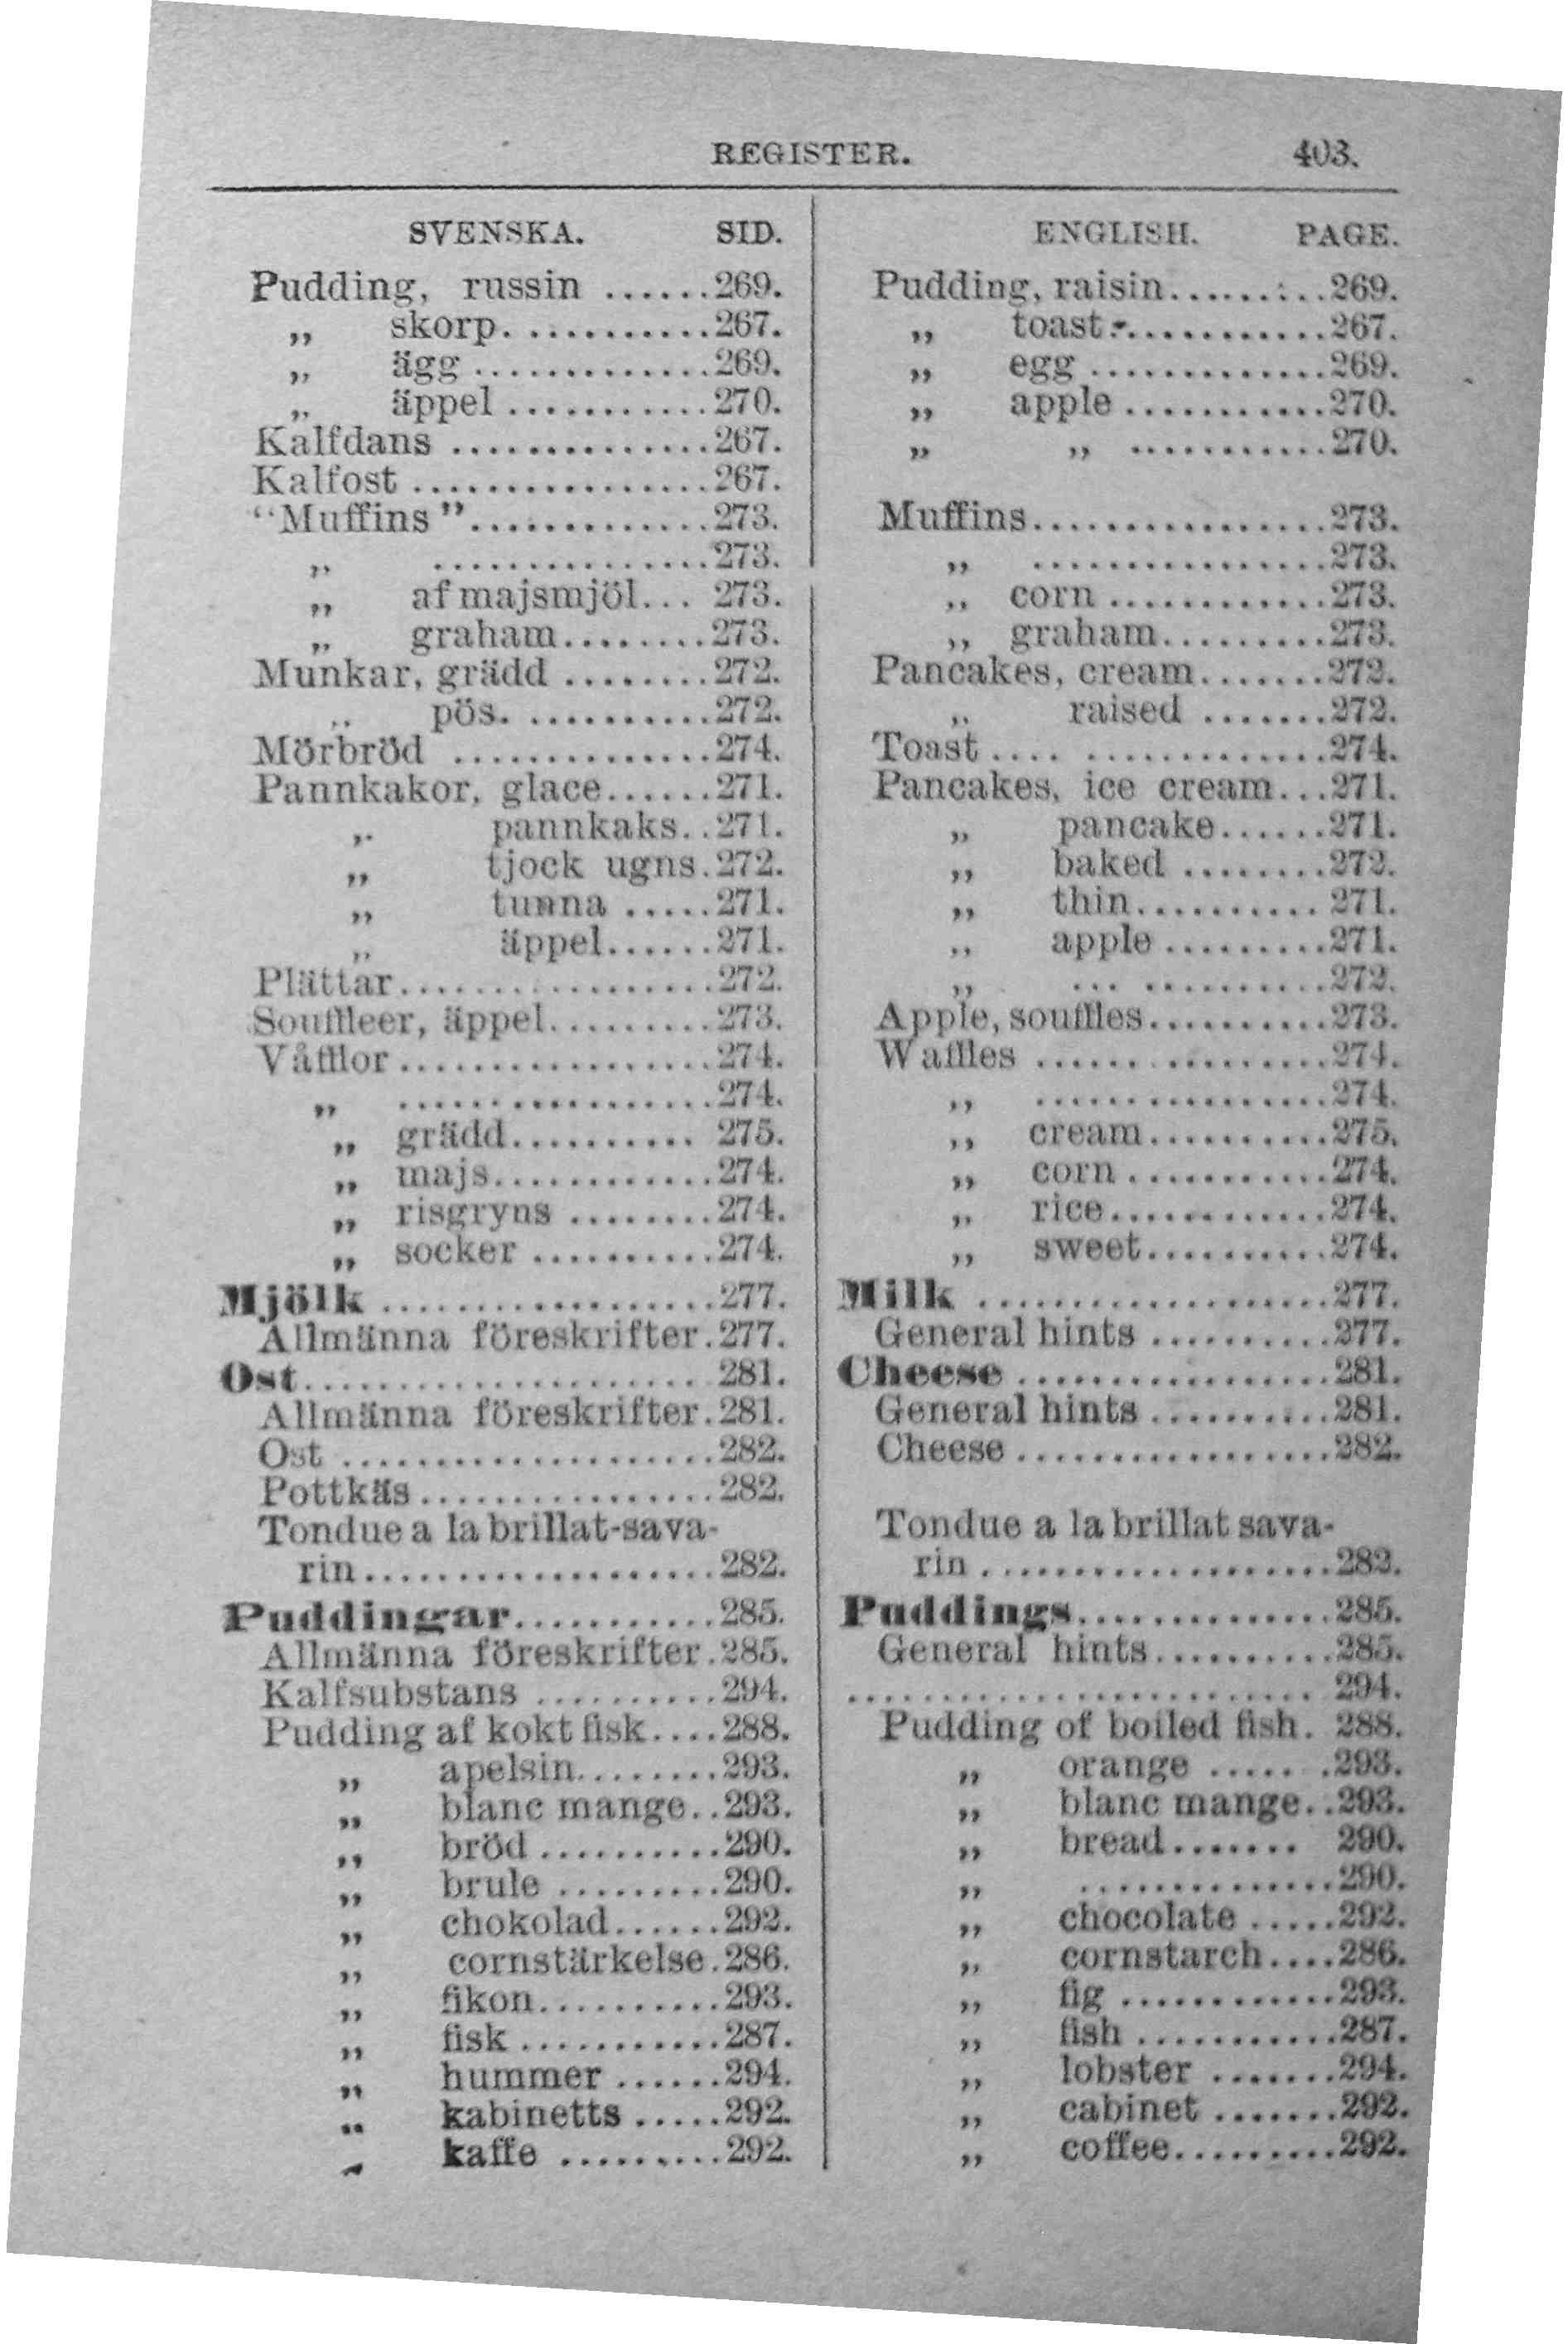 REGISTER. 403.
SVENSKA. SID.
Pudding, russin ......269.
„ skorp. ..........267.
„ ägg .............269.
„ äppel ...........270.
Kalfdans ..............267.
Kalfost ................267.
“Muffins”.............273.
„ ...............273.
„ af majsmjöl... 273.
„ graham........273.
Munkar, grädd ........272.
„ pös. ..........272.
Mörbröd ..............274.
Pannkakor, glace......271.
„ pannkaks..271.
„ tjock ugns.272.
„ tunna .....271.
„ äppel......271.
Plättar.................272.
Souffleer, äppel.........273.
Våfflor .................274.
„ .................274.
„ grädd.......... 275.
„ majs............274.
„ risgryns ........274.
„ socker ..........274.
Mjölk ..................277.
Allmänna föreskrifter.277.
Ost...................... 281.
Allmänna föreskrifter.281.
Ost ....................282.
Pottkäs................282.
Tondue a la brillat-sava-
rin...................282.
Puddingar...........285.
Allmänna föreskrifter.285.
Kalfsubstans ..........294.
Pudding af kokt fisk....288.
„ apelsin........293.
„ blanc mange..293.
„ bröd ..........290.
„ brule .........290.
„ chokolad......292.
„ cornstärkelse.286.
„ fikon..........293.
„ fisk ...........287.
„ hummer ......294.
„ kabinetts .....292.
„ kaffe .........292.
ENGLISH. PAGE.
Pudding, raisin........269.
„ toast............267.
„ egg .............269.
„ apple ...........270.
„ „ ...........270.
Muffins................273.
„ ................273.
„ corn ............273.
„ graham.........273.
Pancakes, cream.......272.
„ raised .......272.
Toast.... .............274.
Pancakes, ice cream...271.
„ pancake......271.
„ baked ........272.
„ thin.......... 271.
„ apple .........271.
„ ... ..........272.
Apple, souffles..........273.
Waffles ...... .........274.
„ ................274.
„ cream..........275.
„ corn ...........274.
„ rice............274.
„ sweet..........274.
Milk ...................277.
General hints ..........277.
Cheese .................281.
General hints ..........281.
Cheese .................282.
Tondue a la brillat sava-
rin ...................282.
Puddings..............285.
General hints..........285.
......................... 294.
Pudding of boiled fish. 288.
„ orange ..... .293.
„ blanc mange..293.
„ bread....... 290.
„ ..............290.
„ chocolate .....292.
„ cornstarch....286.
„ fig ............293.
„ fish ...........287.
„ lobster .......294.
„ cabinet .......292.
„ coffee.........292.